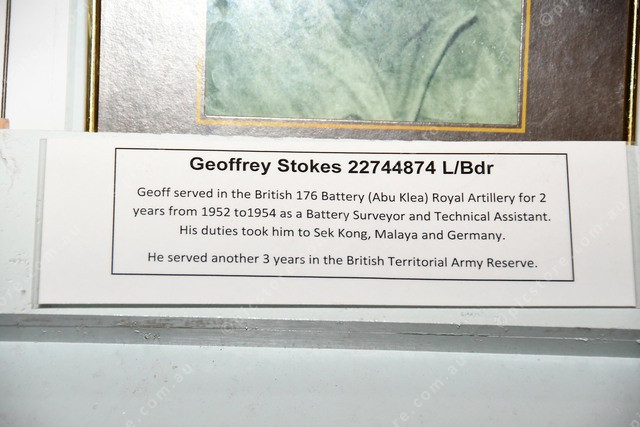 Geoffrey Stokes 22744874 L/Bdr
Geoff served in the British 176 Battery (Abu Klea) Royal Artillery for 2
years from 1952 to1954 as a Battery Surveyor and Technical Assistant.
His duties took him to Sek Kong, Malaya and Germany.
He served another 3 years in the British Territorial Army Reserve.